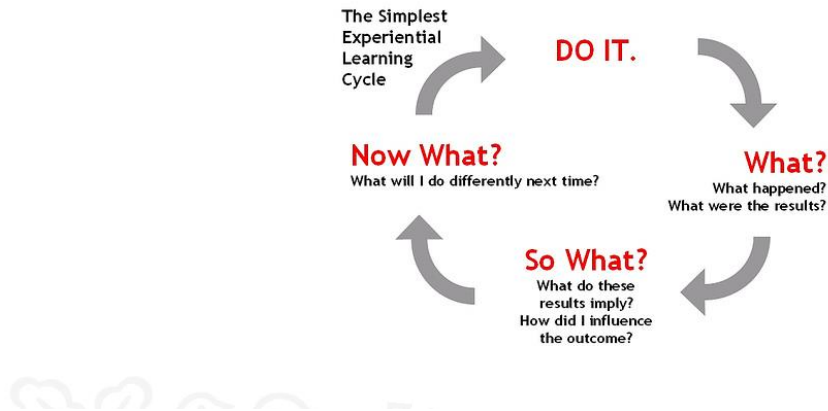 The Simplest
Experiential
Learning
Cycle
DO IT.
What?
What happened?
What were the results?
So What?
What do these
results imply?
How did I influence
the outcome?
Now What?
What will I do differently next time?